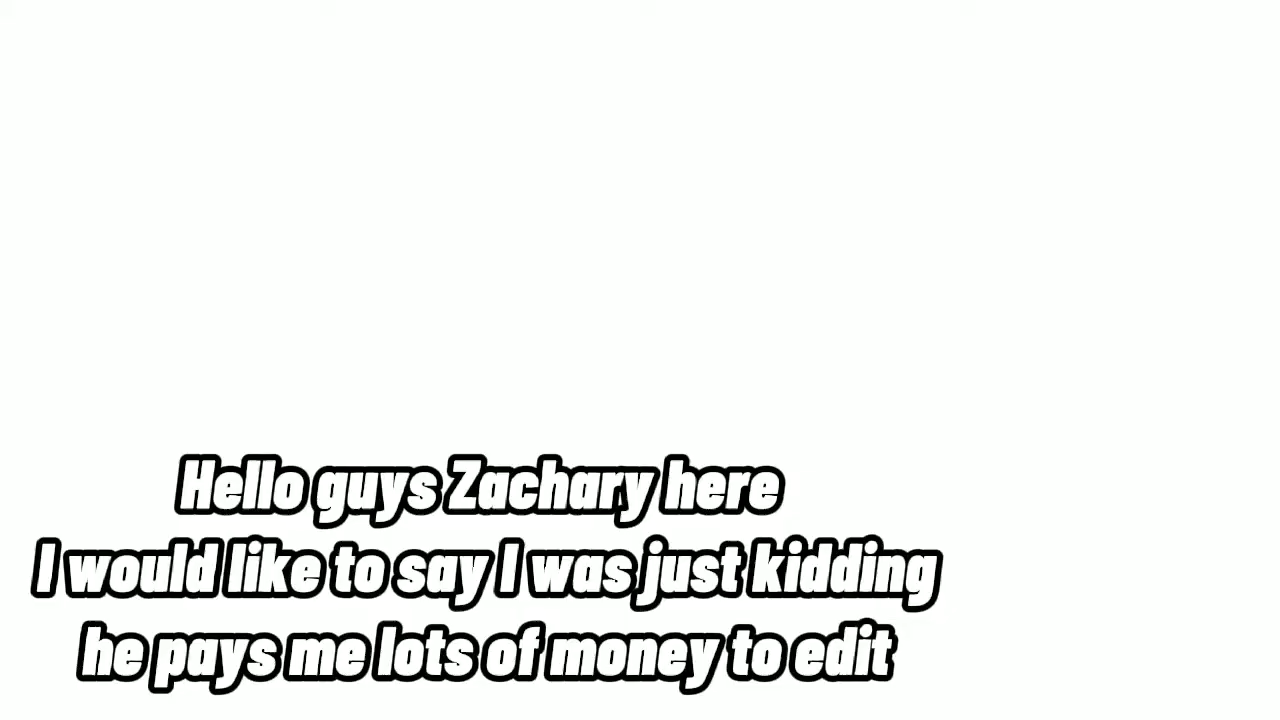 Hello guys Zachary here
I would like to say I was just kidding
he pays me lots of money to edit